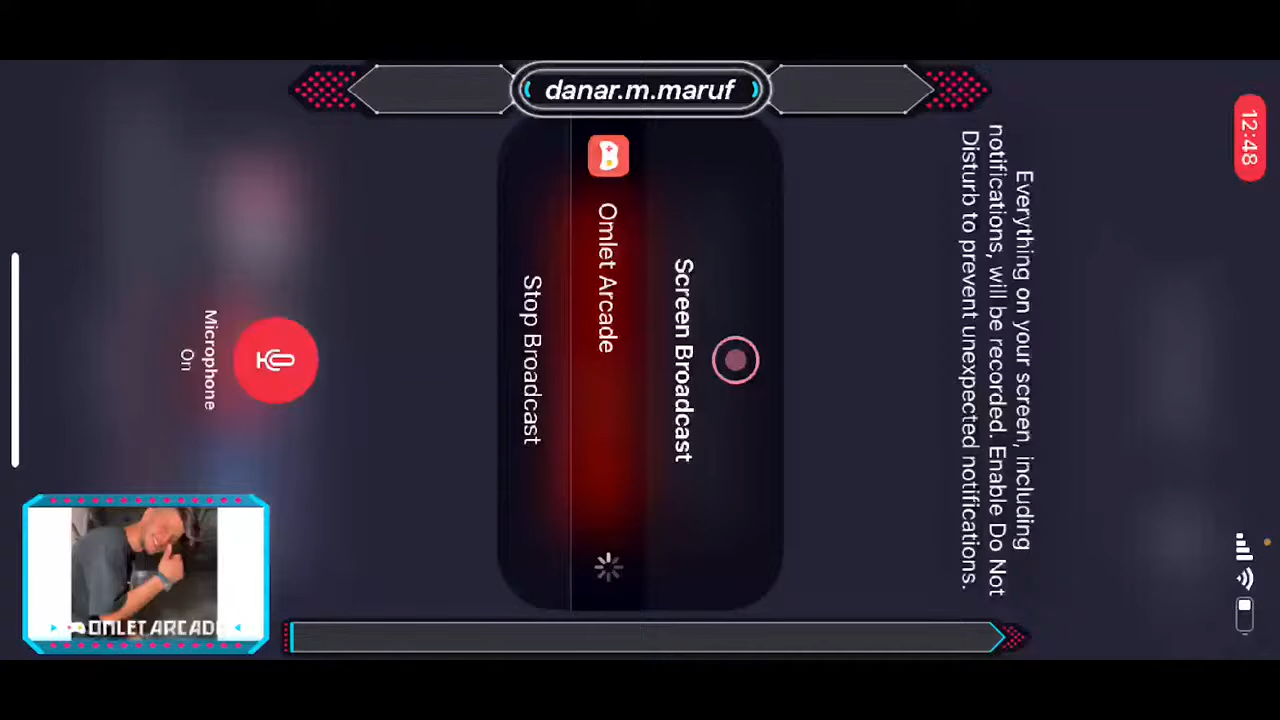 danar.m.maruf
12:48
Everything on your screen, including
notifications, will be recorded. Enable Do Not
Disturb to prevent unexpected notifications.
Screen Broadcast
Omlet Arcade
Stop Broadcast
Microphone
On
OMLET ARCADE